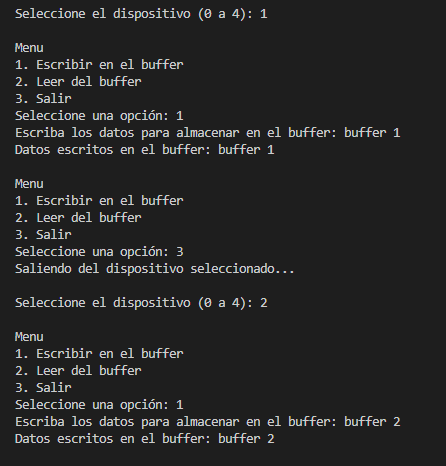 Seleccione el dispositivo (0 a 4): 1
Menu
1. Escribir en el buffer
2. Leer del buffer
3. Salir
Seleccione una opción: 1
Escriba los datos para almacenar en el buffer: buffer 1
Datos escritos en el buffer: buffer 1
Menu
1. Escribir en el buffer
2. Leer del buffer
3. Salir
Seleccione una opción: 3
Saliendo del dispositivo seleccionado...
Seleccione el dispositivo (0 a 4): 2
Menu
1. Escribir en el buffer
2. Leer del buffer
3. Salir
Seleccione una opción: 1
Escriba los datos para almacenar en el buffer: buffer 2
Datos escritos en el buffer: buffer 2